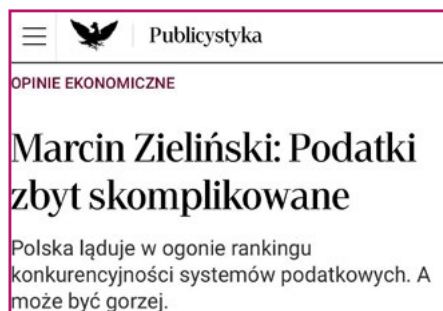 Publicystyka
OPINIE EKONOMICZNE
Marcin Zieliński: Podatki
zbyt skomplikowane
Polska ląduje w ogonie rankingu
konkurencyjności systemów podatkowych. A
może być gorzej.